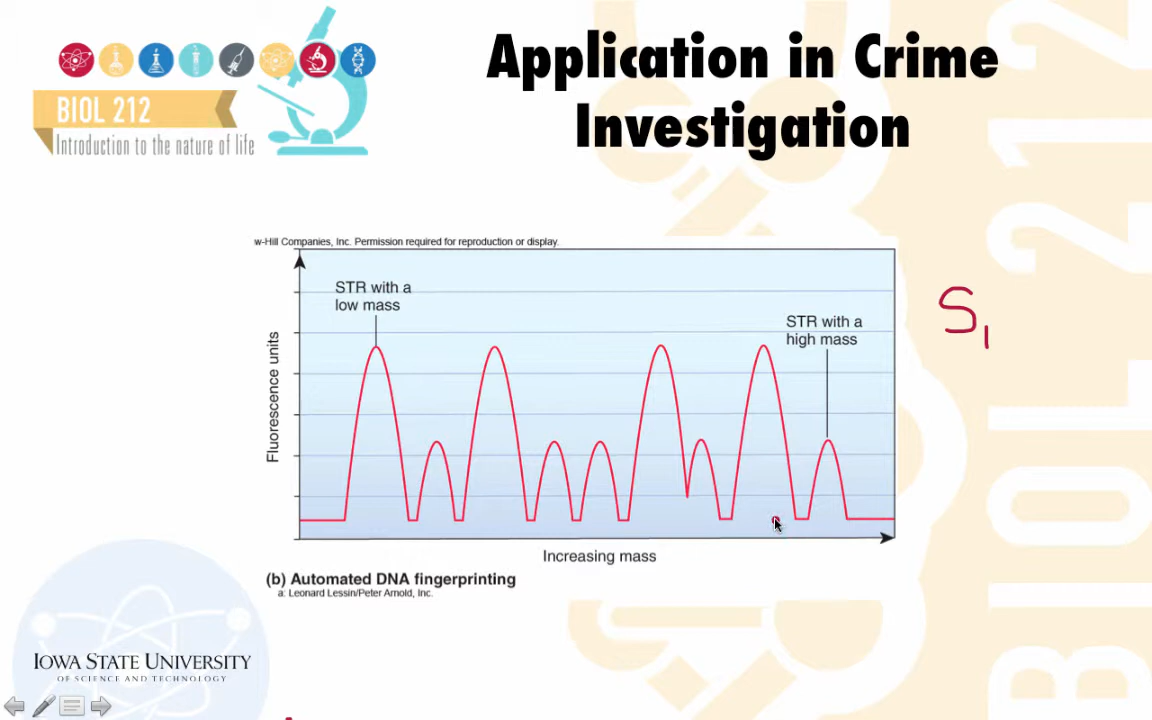 Application in Crime
Investigation
BIOL 212
Introduction to the nature of life
w-Hill Companies, Inc. Permission required for reproduction or display.
STR with a
low mass
STR with a
high mass
S1
Fluorescence units
Increasing mass
(b) Automated DNA fingerprinting
a: Leonard Lessin/Peter Arnold, Inc.
IOWA STATE UNIVERSITY
OF SCIENCE AND TECHNOLOGY
BIOL 212